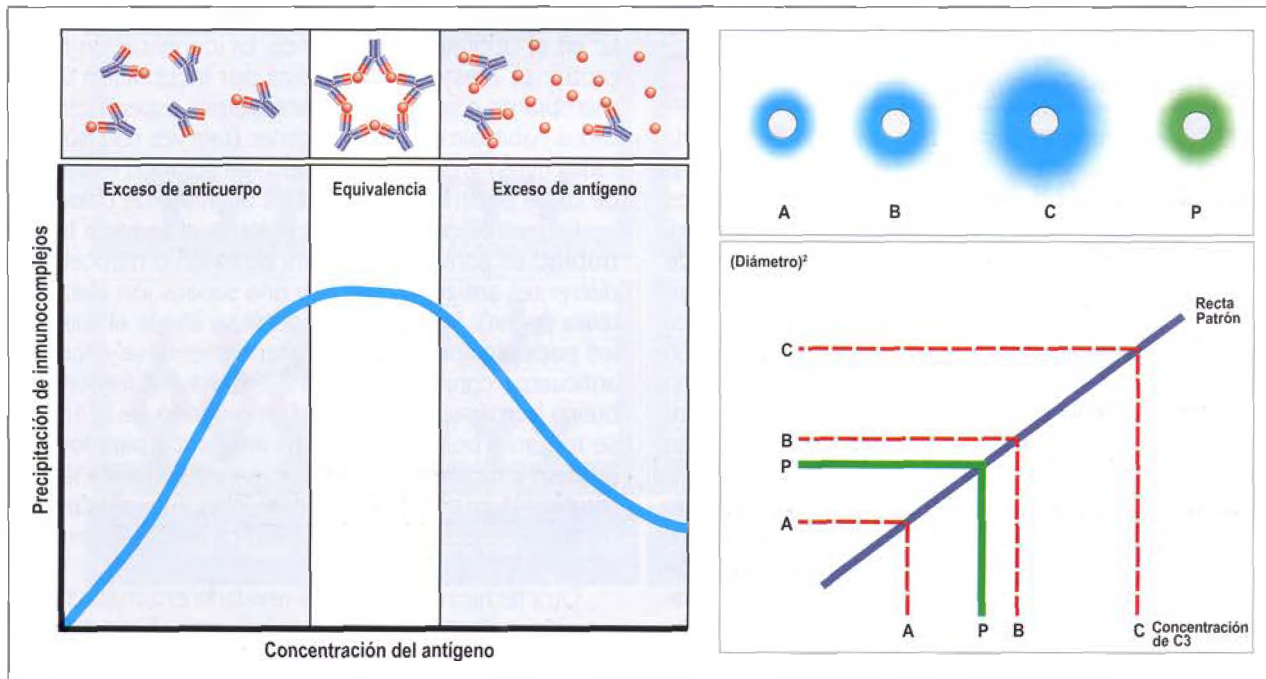 Exceso de anticuerpo
Equivalencia
Exceso de antígeno
Precipitación de inmunocomplejos
Concentración del antígeno
A
B
C
P
(Diámetro)²
Recta
Patrón
C
B
P
A
A
P
B
C
Concentración
de C3